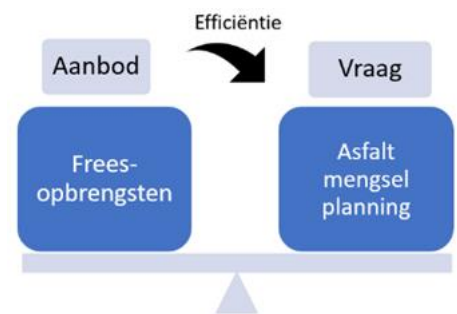 Efficiëntie
Aanbod
Vraag
Frees-
opbrengsten
Asfalt
mengsel
planning